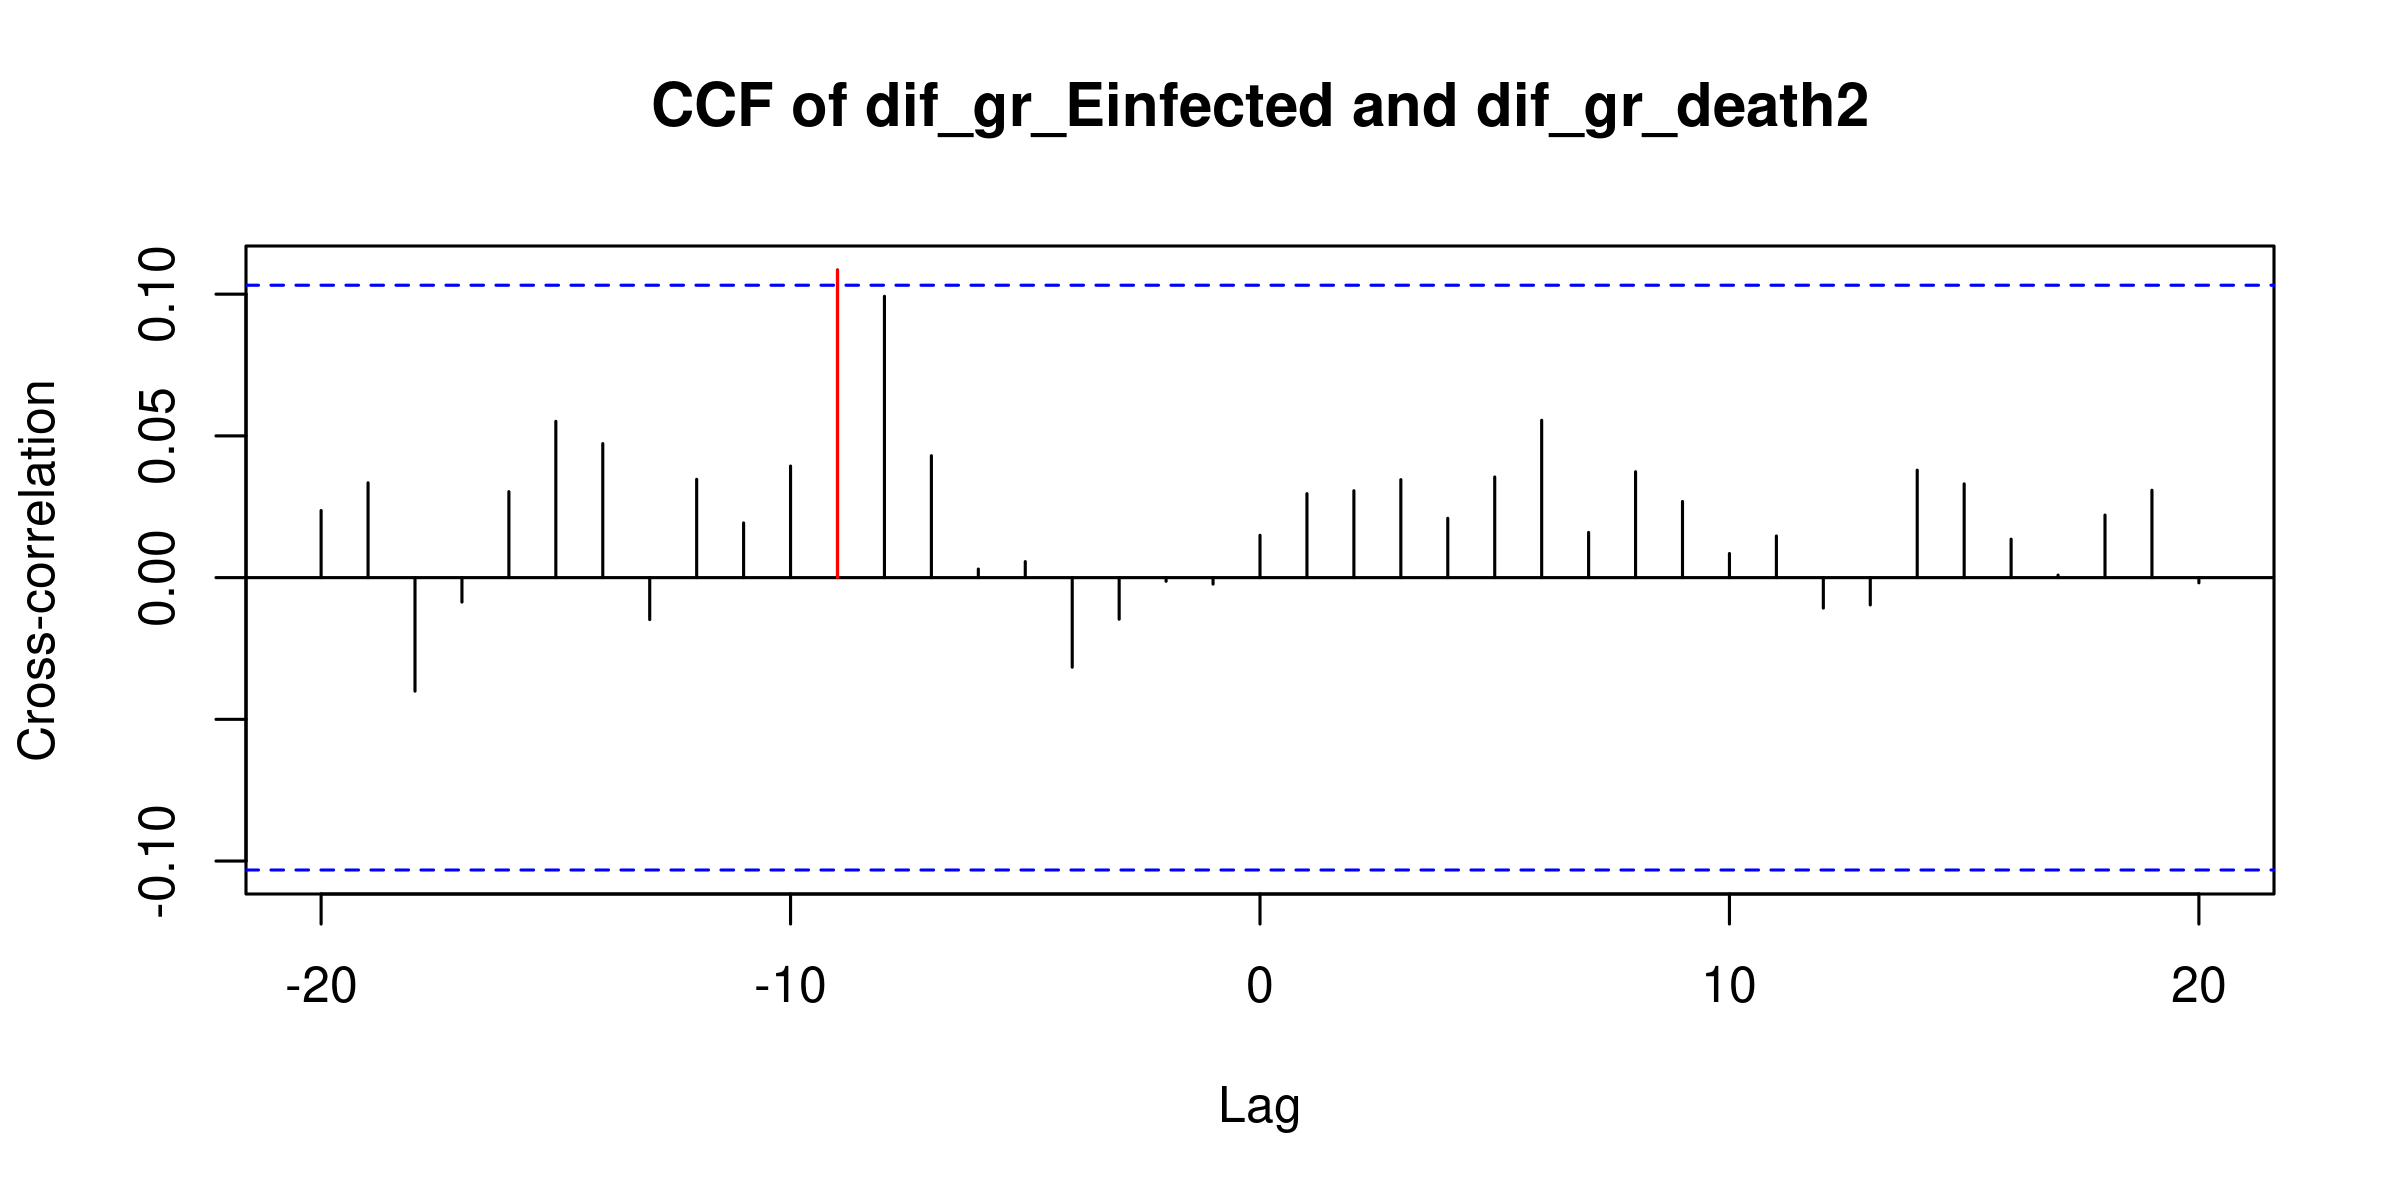 CCF of dif_gr_Einfected and dif_gr_death2
Cross-correlation
0.10
0.05
0.00
-0.10
-20 -10 0 10 20
Lag